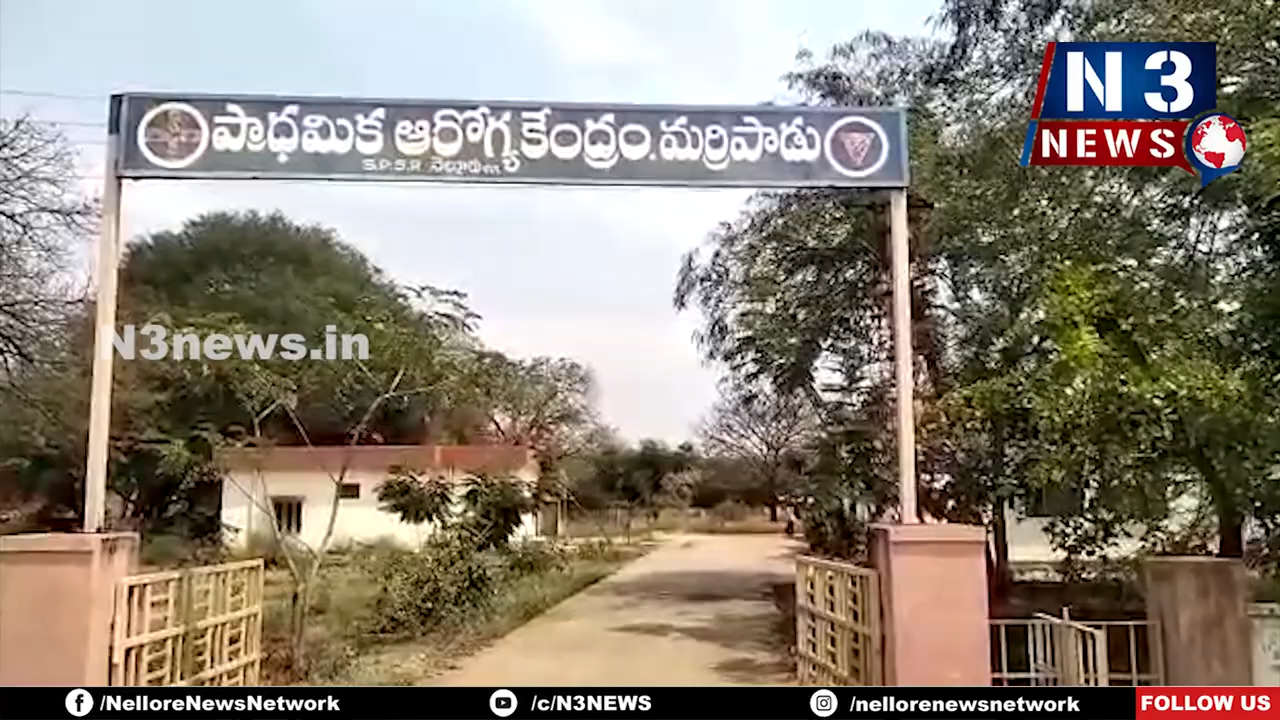 N3
NEWS
ప్రాథమిక ఆరోగ్య కేంద్రం. మర్రిపాడు
S.P.S.R. నెల్లూరు
N3news.in
/NelloreNewsNetwork
/c/N3NEWS
/nellorenewsnetwork
FOLLOW US